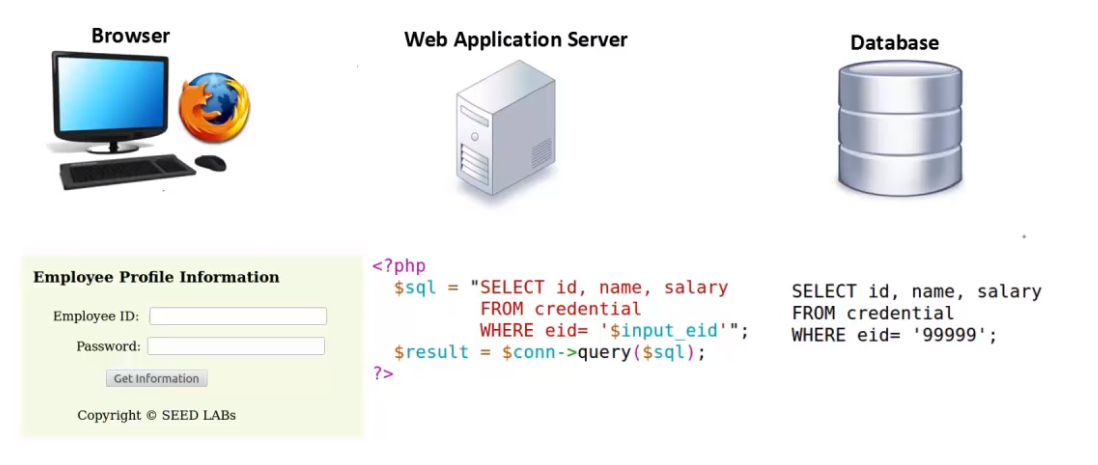 Browser
Web Application Server
Database
Employee Profile Information
Employee ID:
Password:
Get Information
Copyright © SEED LABs
<?php
$sql = "SELECT id, name, salary
FROM credential
WHERE eid= '$input_eid'";
$result = $conn->query($sql);
?>
SELECT id, name, salary
FROM credential
WHERE eid= '99999';